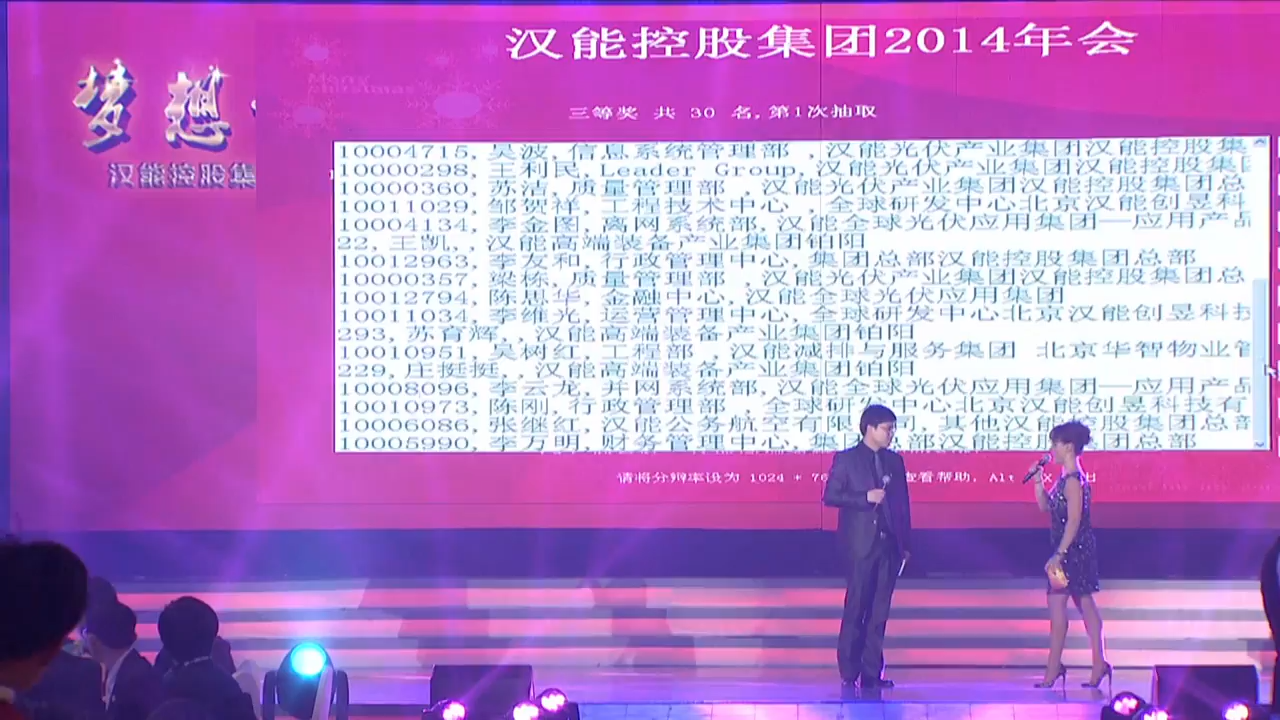 汉能控股集团2014年会
梦想
汉能控股集
三等奖 共 30 名,第1次抽取
10004715,吴波,信息系统管理部 ,汉能光伏产业集团汉能控股集
10000298,王利民,Leader Group,汉能光伏产业集团汉能控股集团
10000360,苏洁,质量管理部 ,汉能光伏产业集团汉能控股集团总
10011029,邹贺祥,工程技术中心 ,全球研发中心北京汉能创昱科
10004134,李金图,离网系统部,汉能全球光伏应用集团—应用产品
22,王凯,,汉能高端装备产业集团铂阳
10012963,李友和,行政管理中心,集团总部汉能控股集团总部
10000357,梁栋,质量管理部 ,汉能光伏产业集团汉能控股集团总
10012794,陈思华,金融中心,汉能全球光伏应用集团
10011034,李维光,运营管理中心,全球研发中心北京汉能创昱科技
293,苏育辉,,汉能高端装备产业集团铂阳
10010951,吴树红,工程部 ,汉能减排与服务集团 北京华智物业管
229,庄挺挺,,汉能高端装备产业集团铂阳
10008096,李云龙,并网系统部,汉能全球光伏应用集团—应用产品
10010973,陈刚,行政管理部 ,全球研发中心北京汉能创昱科技有
10006086,张继红,汉能公务航空有限 司,其他汉能控股集团总部
10005990,李万明,财务管理中心,集团总部汉能控股集团总部
请将分辨率设为 1024 * 76 查看帮助, Alt